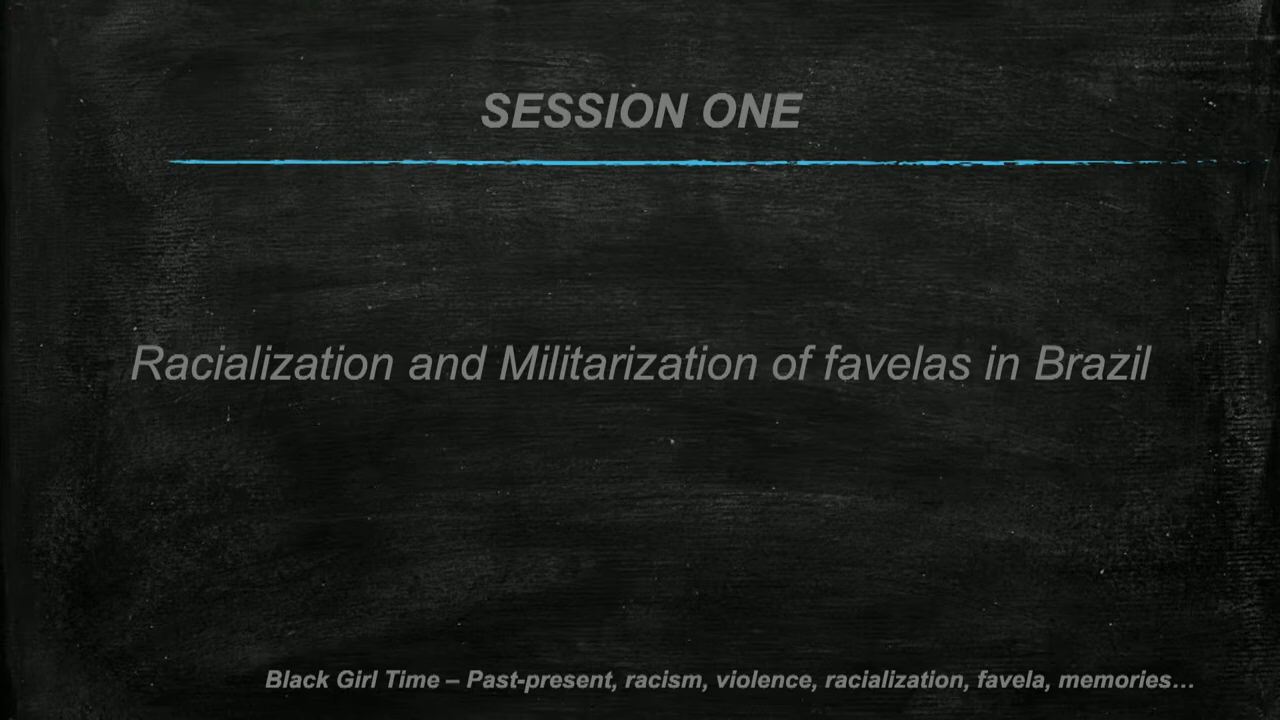 SESSION ONE
Racialization and Militarization of favelas in Brazil
Black Girl Time – Past-present, racism, violence, racialization, favela, memories…